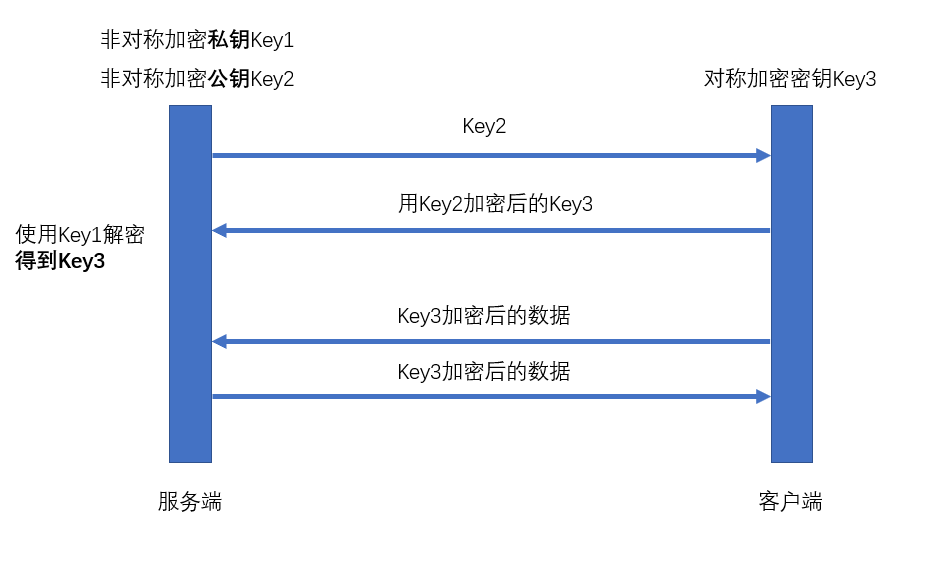 非对称加密私钥Key1
非对称加密公钥Key2
对称加密密钥Key3
Key2
用Key2加密后的Key3
使用Key1解密
得到Key3
Key3加密后的数据
Key3加密后的数据
服务端
客户端